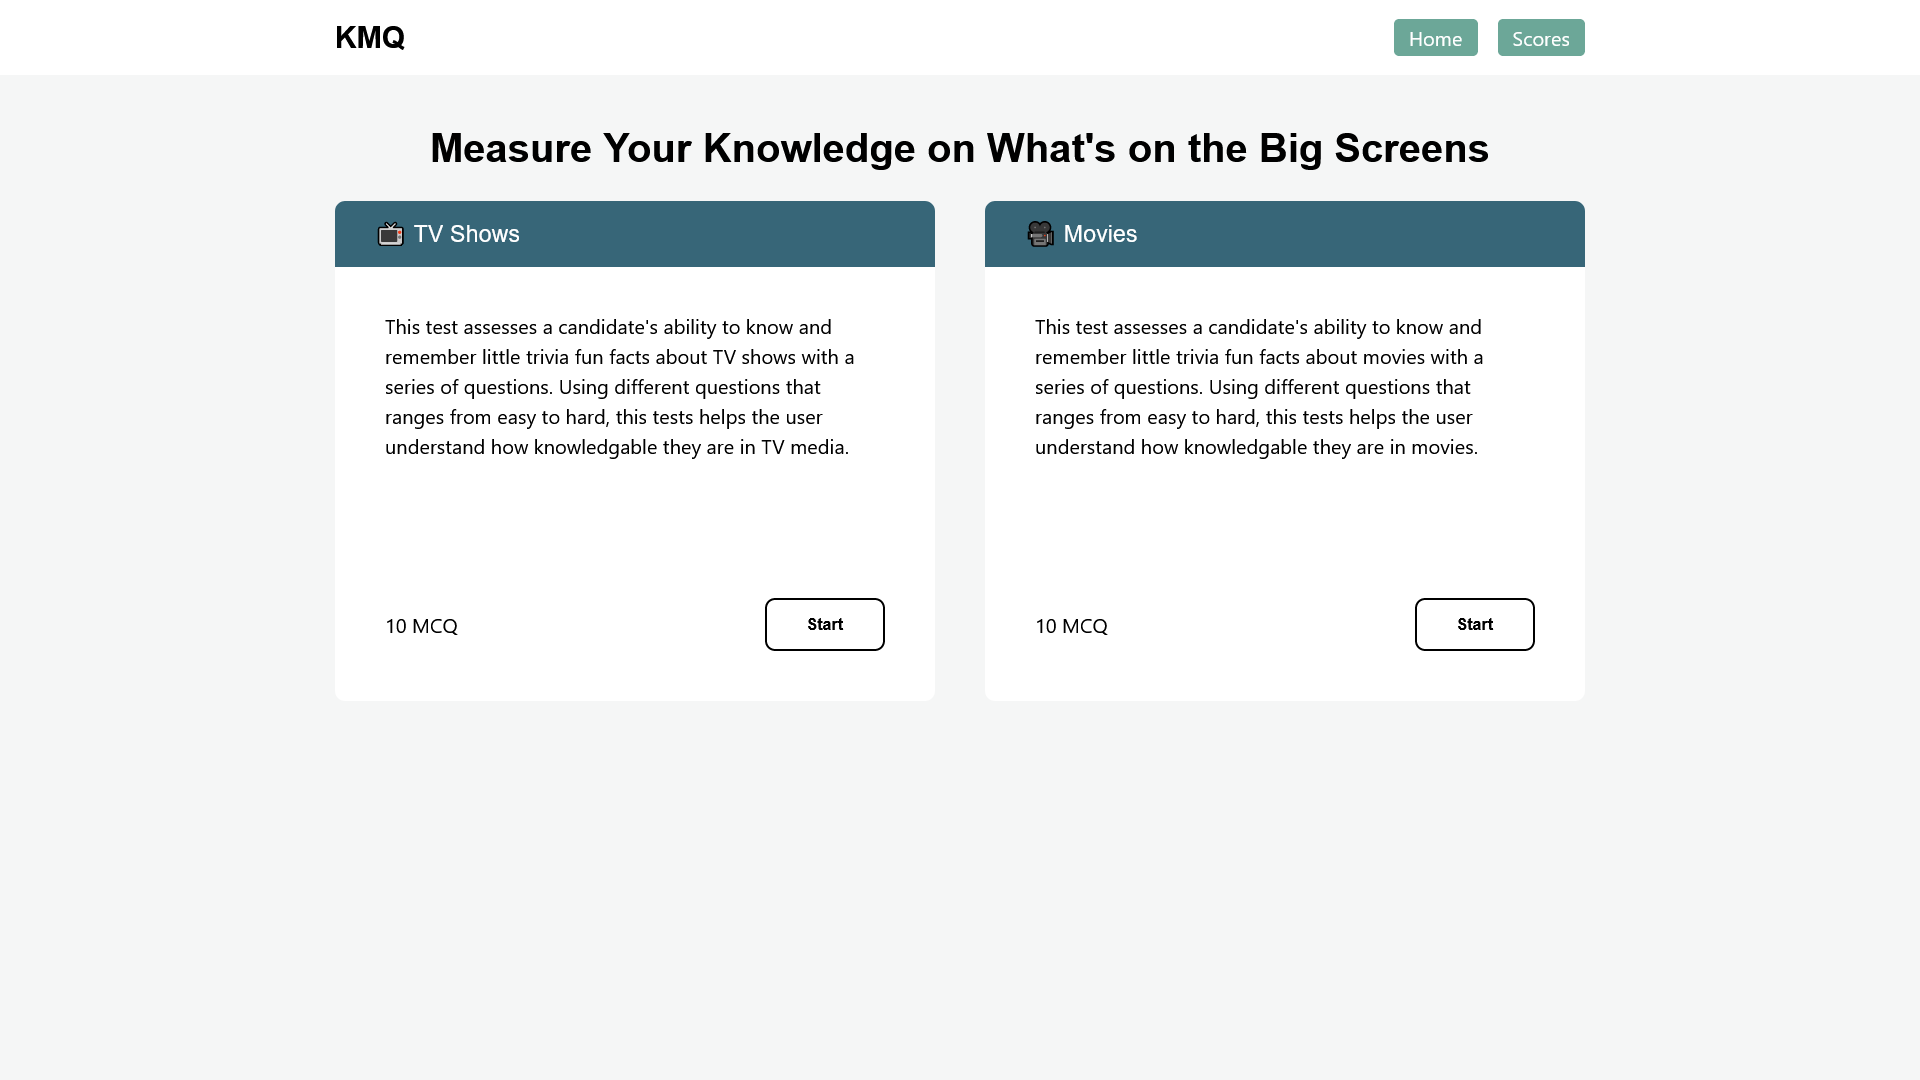 KMQ
Home
Scores
Measure Your Knowledge on What's on the Big Screens
TV Shows
This test assesses a candidate's ability to know and
remember little trivia fun facts about TV shows with a
series of questions. Using different questions that
ranges from easy to hard, this tests helps the user
understand how knowledgable they are in TV media.
10 MCQ
Start
Movies
This test assesses a candidate's ability to know and
remember little trivia fun facts about movies with a
series of questions. Using different questions that
ranges from easy to hard, this tests helps the user
understand how knowledgable they are in movies.
10 MCQ
Start